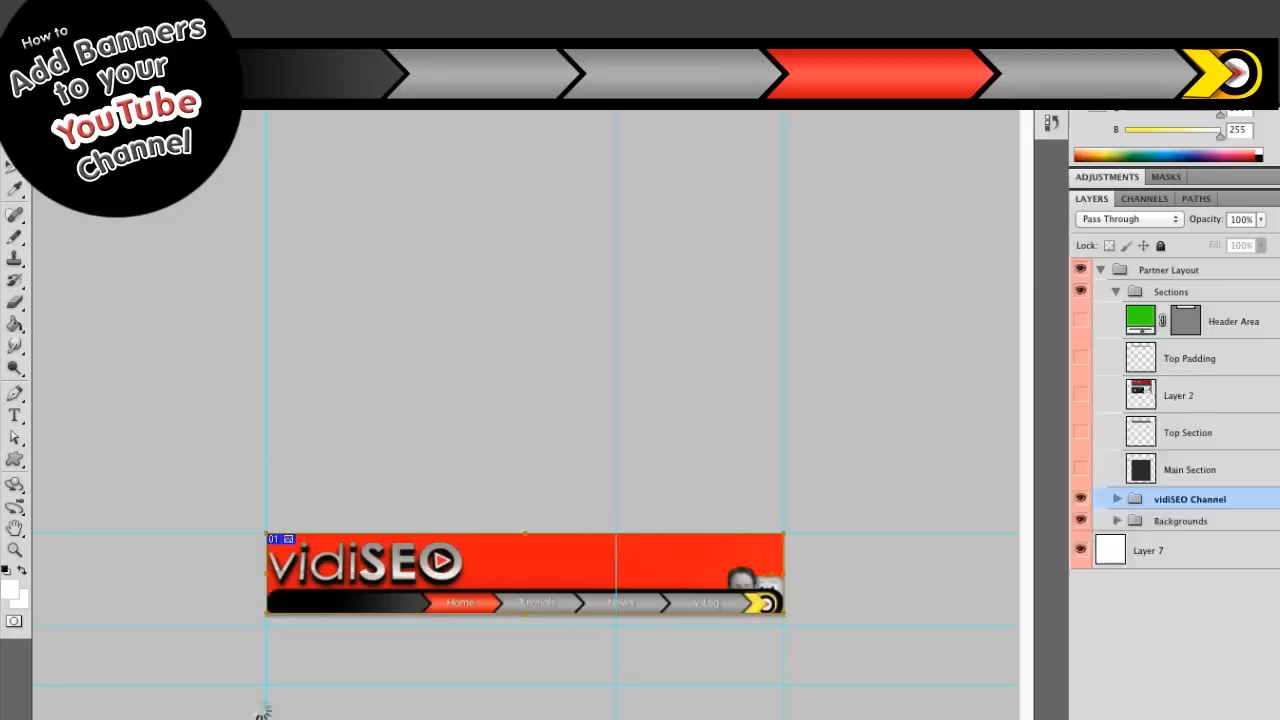 How to
Add Banners
to your
YouTube
Channel
B
255
ADJUSTMENTS
MASKS
LAYERS
CHANNELS
PATHS
Pass Through
Opacity:
100%
Lock:
Fill:
100%
Partner Layout
Sections
Header Area
Top Padding
Layer 2
Top Section
Main Section
vidiSEO Channel
Backgrounds
Layer 7
01
vidiSEO
Home
Tutorials
News
vLog